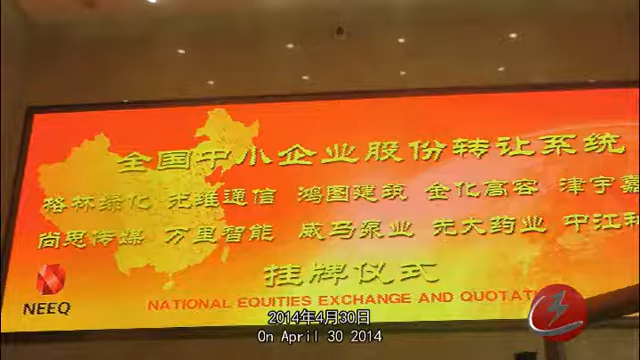 全国中小企业股份转让系统
格林绿化 光维通信 鸿图建筑 金化高容 津宇嘉
尚思传媒 万里智能 威马泵业 先大药业 中江
挂牌仪式
NEEQ
NATIONAL EQUITIES EXCHANGE AND QUOTAT
2014年4月30日
On April 30 2014